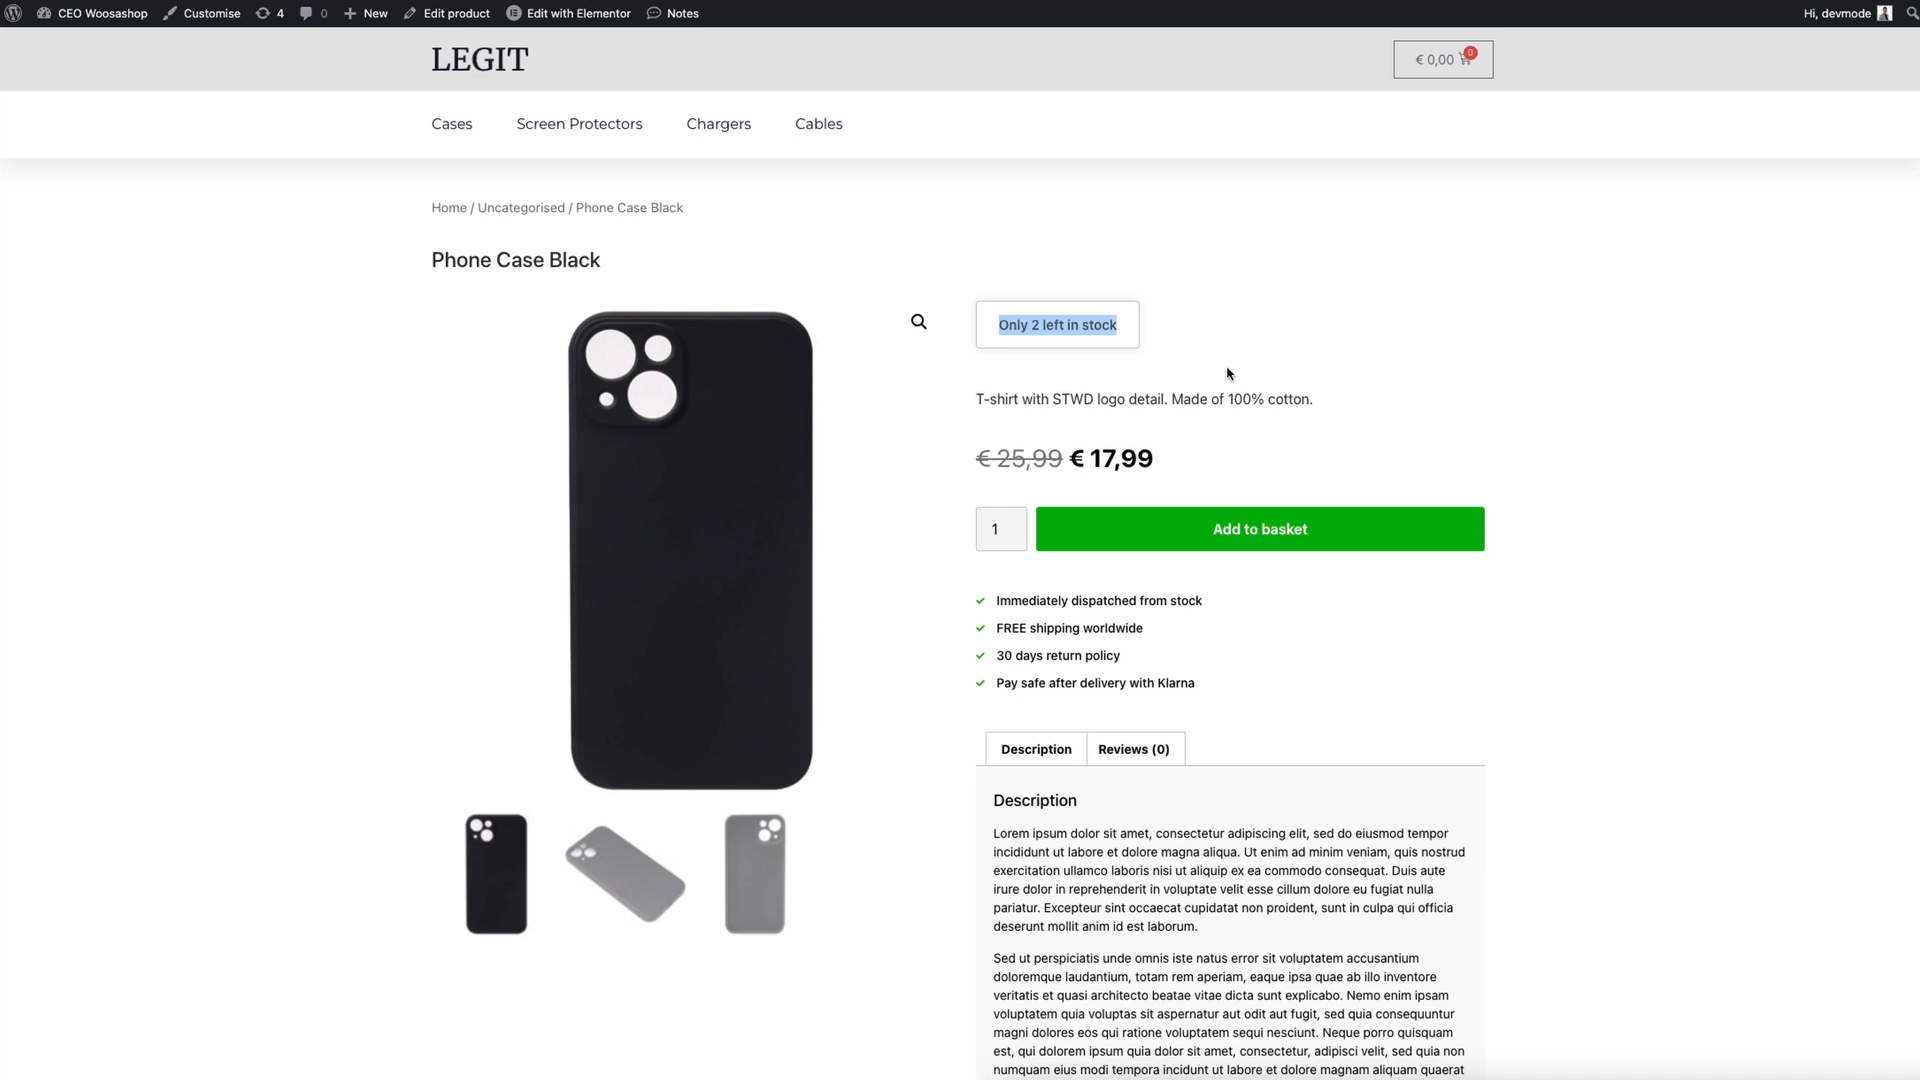 CEO Woosashop Customise 4 0 New Edit product Edit with Elementor Notes Hi, devmode
LEGIT
€ 0,00 0
Cases Screen Protectors Chargers Cables
Home / Uncategorised / Phone Case Black
Phone Case Black
Only 2 left in stock
T-shirt with STWD logo detail. Made of 100% cotton.
€ 25,99 € 17,99
1 Add to basket
Immediately dispatched from stock
FREE shipping worldwide
30 days return policy
Pay safe after delivery with Klarna
Description Reviews (0)
Description
Lorem ipsum dolor sit amet, consectetur adipiscing elit, sed do eiusmod tempor
incididunt ut labore et dolore magna aliqua. Ut enim ad minim veniam, quis nostrud
exercitation ullamco laboris nisi ut aliquip ex ea commodo consequat. Duis aute
irure dolor in reprehenderit in voluptate velit esse cillum dolore eu fugiat nulla
pariatur. Excepteur sint occaecat cupidatat non proident, sunt in culpa qui officia
deserunt mollit anim id est laborum.
Sed ut perspiciatis unde omnis iste natus error sit voluptatem accusantium
doloremque laudantium, totam rem aperiam, eaque ipsa quae ab illo inventore
veritatis et quasi architecto beatae vitae dicta sunt explicabo. Nemo enim ipsam
voluptatem quia voluptas sit aspernatur aut odit aut fugit, sed quia consequuntur
magni dolores eos qui ratione voluptatem sequi nesciunt. Neque porro quisquam
est, qui dolorem ipsum quia dolor sit amet, consectetur, adipisci velit, sed quia non
numquam eius modi tempora incidunt ut labore et dolore magnam aliquam quaerat